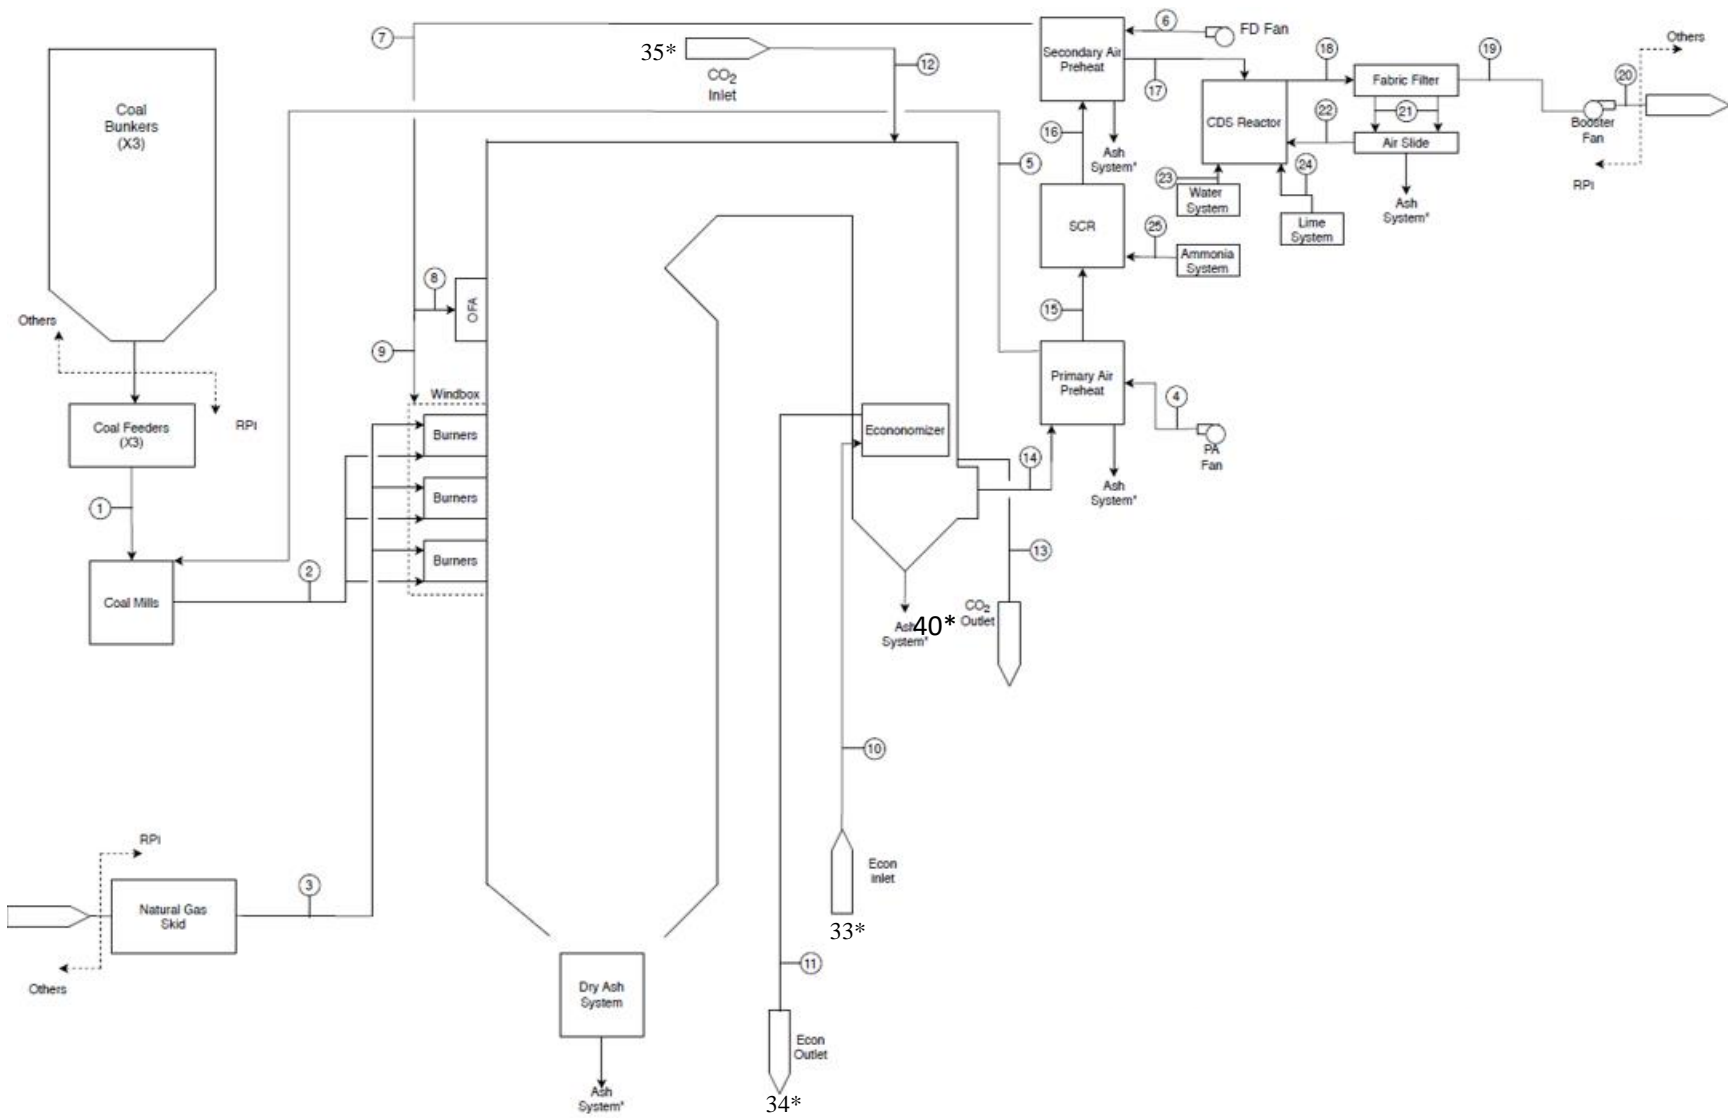 7
35*
CO2
Inlet
12
6
FD Fan
Secondary Air
Preheat
17
18
Fabric Filter
19
20
Others
Coal
Bunkers
(X3)
5
16
Ash
System*
CDS Reactor
22
21
Air Slide
Booster
Fan
RPI
23
Water
System
24
Lime
System
Ash
System*
SCR
25
Ammonia
System
8
OFA
15
Others
9
Windbox
Primary Air
Preheat
4
PA
Fan
Coal Feeders
(X3)
RPI
Burners
Burners
Burners
Econonomizer
14
Ash
System*
1
2
13
Coal Mills
Ash
System*
40*
CO2
Outlet
10
RPI
Natural Gas
Skid
3
Others
Econ
Inlet
33*
11
Dry Ash
System
Econ
Outlet
Ash
System*
34*